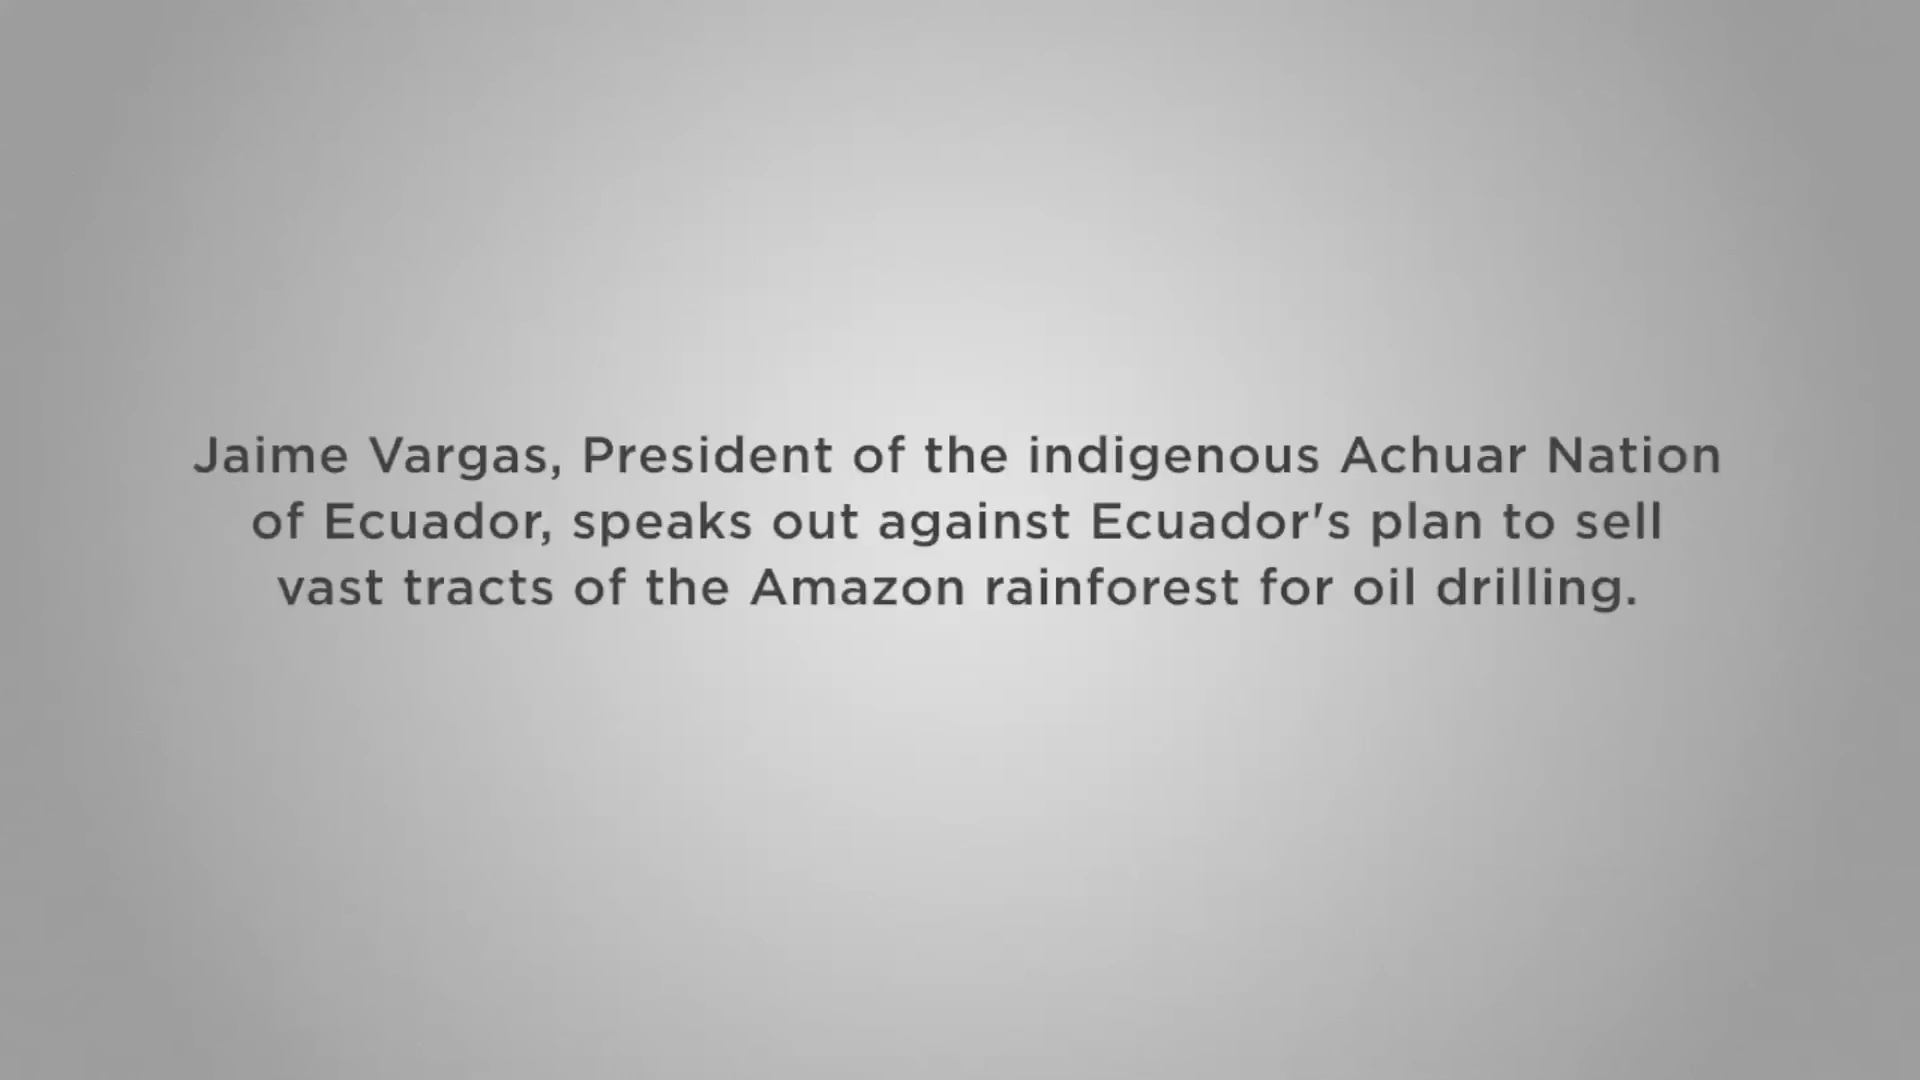 Jaime Vargas, President of the indigenous Achuar Nation
of Ecuador, speaks out against Ecuador's plan to sell
vast tracts of the Amazon rainforest for oil drilling.